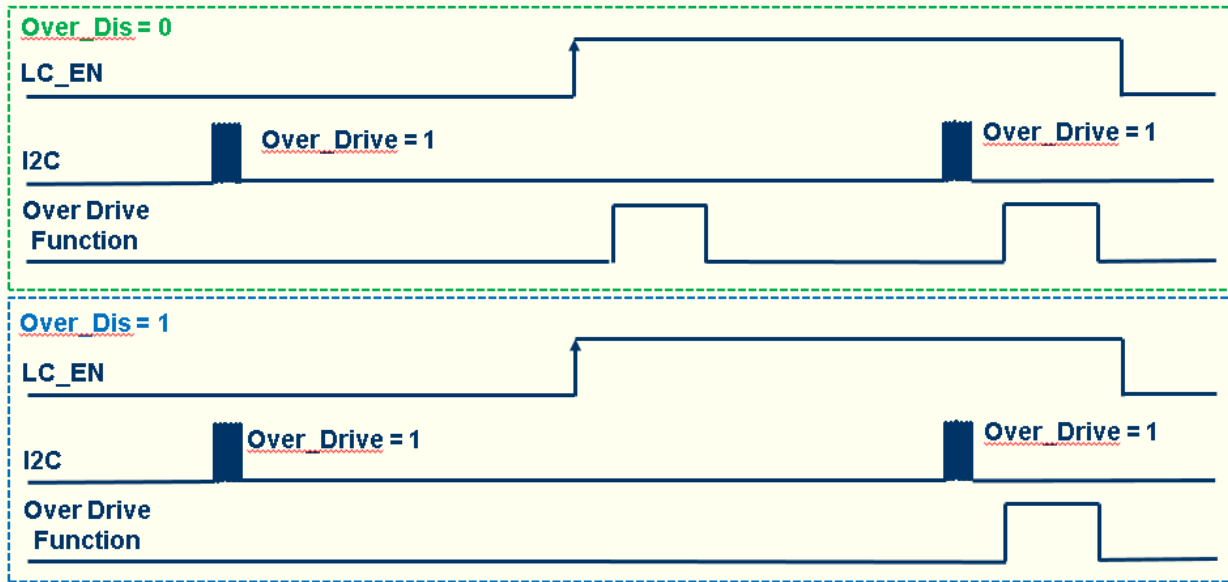 Over_Dis = 0
LC_EN
Over_Drive = 1
Over_Drive = 1
I2C
Over Drive
Function
Over_Dis = 1
LC_EN
Over_Drive = 1
Over_Drive = 1
I2C
Over Drive
Function